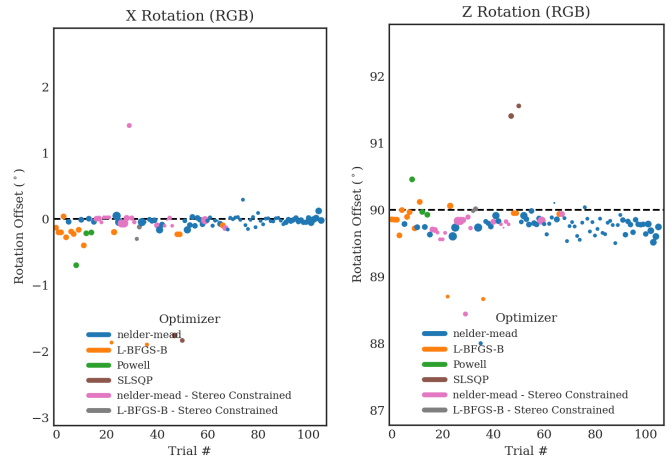 X Rotation (RGB)
2
1
0
−1
−2
−3
Rotation Offset (°)
Optimizer
nelder-mead
L-BFGS-B
Powell
SLSQP
nelder-mead - Stereo Constrained
L-BFGS-B - Stereo Constrained
0 20 40 60 80 100
Trial #
Z Rotation (RGB)
92
91
90
89
88
87
Rotation Offset (°)
Optimizer
nelder-mead
L-BFGS-B
Powell
SLSQP
nelder-mead - Stereo Constrained
L-BFGS-B - Stereo Constrained
0 20 40 60 80 100
Trial #